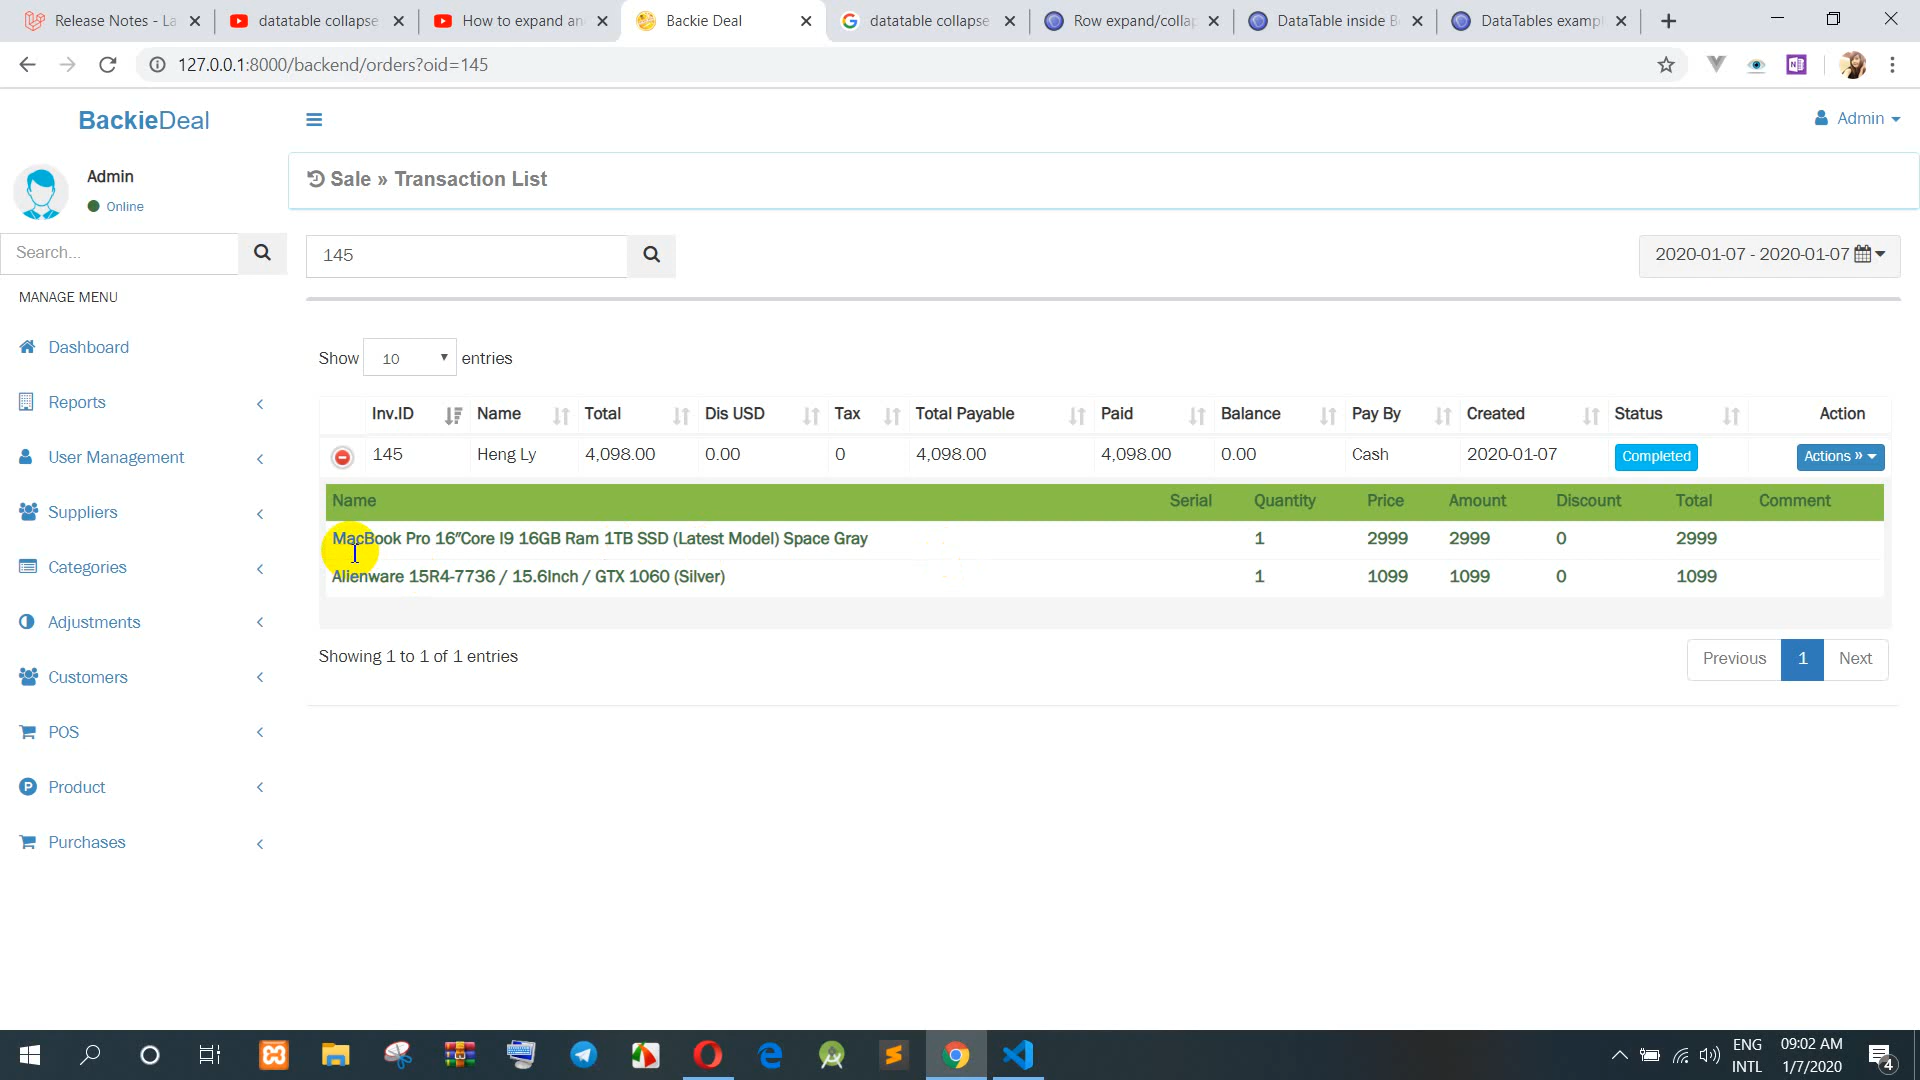 Release Notes - La
datatable collapse
How to expand an
Backie Deal
datatable collapse
Row expand/collap
DataTable inside B
DataTables exampl
127.0.0.1:8000/backend/orders?oid=145
BackieDeal
Admin
Admin
Online
Sale » Transaction List
Search...
145
2020-01-07 - 2020-01-07
MANAGE MENU
Dashboard
Reports
User Management
Suppliers
Categories
Adjustments
Customers
POS
Product
Purchases
Show 10 entries
Inv.ID Name Total Dis USD Tax Total Payable Paid Balance Pay By Created Status Action
145 Heng Ly 4,098.00 0.00 0 4,098.00 4,098.00 0.00 Cash 2020-01-07 Completed Actions »
Name Serial Quantity Price Amount Discount Total Comment
MacBook Pro 16″Core I9 16GB Ram 1TB SSD (Latest Model) Space Gray 1 2999 2999 0 2999
Alienware 15R4-7736 / 15.6Inch / GTX 1060 (Silver) 1 1099 1099 0 1099
Showing 1 to 1 of 1 entries
Previous 1 Next
ENG
INTL
09:02 AM
1/7/2020
4